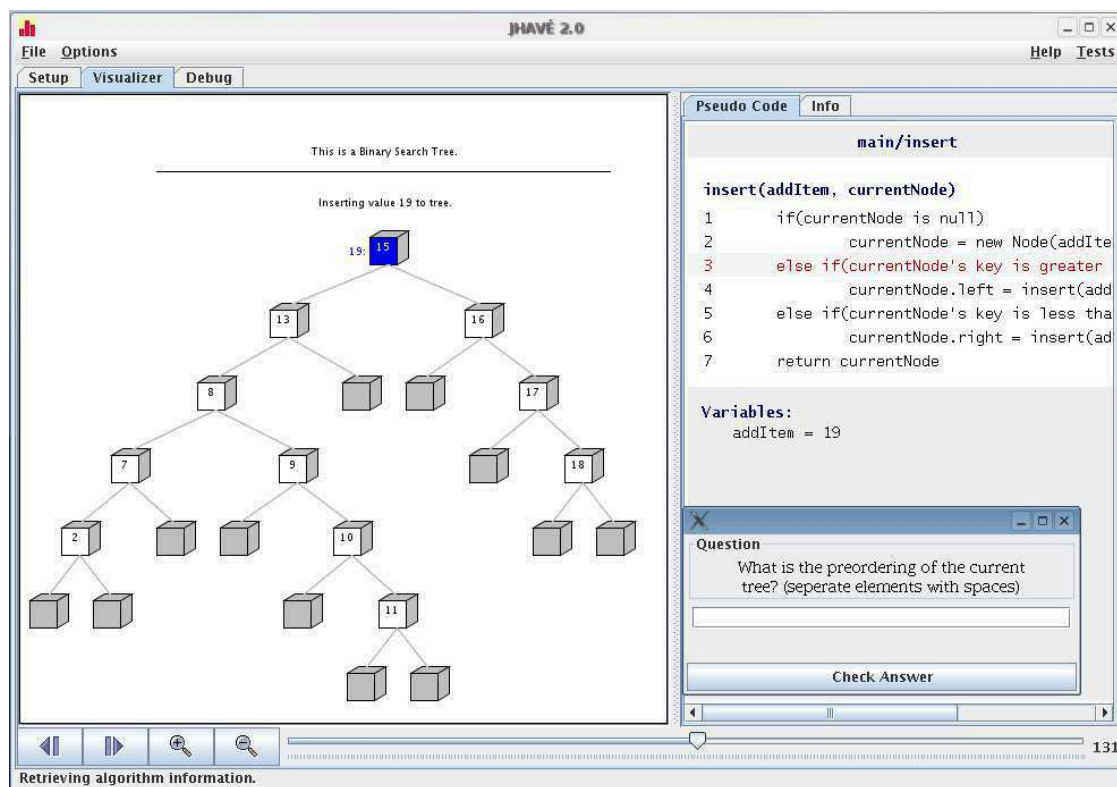 JHAVÉ 2.0
File Options Help Tests
Setup Visualizer Debug
This is a Binary Search Tree.
Inserting value 19 to tree.
19: 15
13 16
8 17
7 9 18
2 10
11
Pseudo Code Info
main/insert
insert(addItem, currentNode)
1 if(currentNode is null)
2 currentNode = new Node(addIte
3 else if(currentNode's key is greater
4 currentNode.left = insert(add
5 else if(currentNode's key is less tha
6 currentNode.right = insert(ad
7 return currentNode
Variables:
addItem = 19
Question
What is the preordering of the current
tree? (seperate elements with spaces)
Check Answer
131
Retrieving algorithm information.